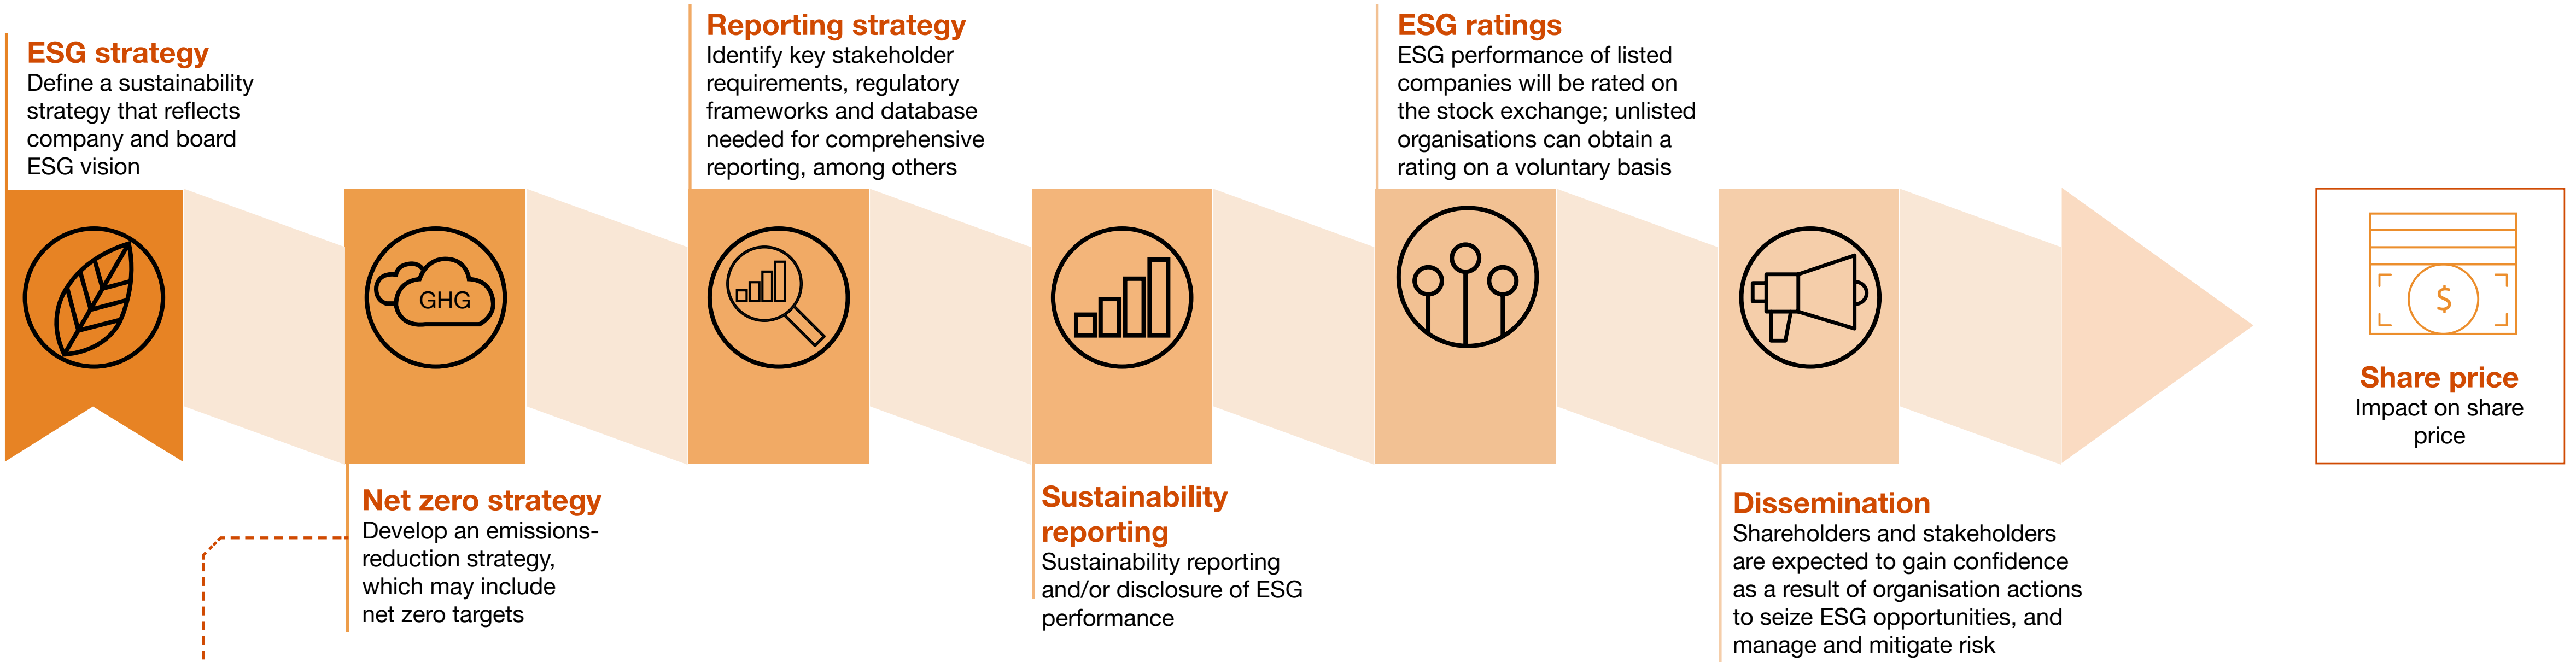 ESG strategy
Define a sustainability
strategy that reflects
company and board
ESG vision
GHG
Net zero strategy
Develop an emissions-
reduction strategy,
which may include
net zero targets
Reporting strategy
Identify key stakeholder
requirements, regulatory
frameworks and database
needed for comprehensive
reporting, among others
Sustainability
reporting
Sustainability reporting
and/or disclosure of ESG
performance
ESG ratings
ESG performance of listed
companies will be rated on
the stock exchange; unlisted
organisations can obtain a
rating on a voluntary basis
Dissemination
Shareholders and stakeholders
are expected to gain confidence
as a result of organisation actions
to seize ESG opportunities, and
manage and mitigate risk
$
Share price
Impact on share
price